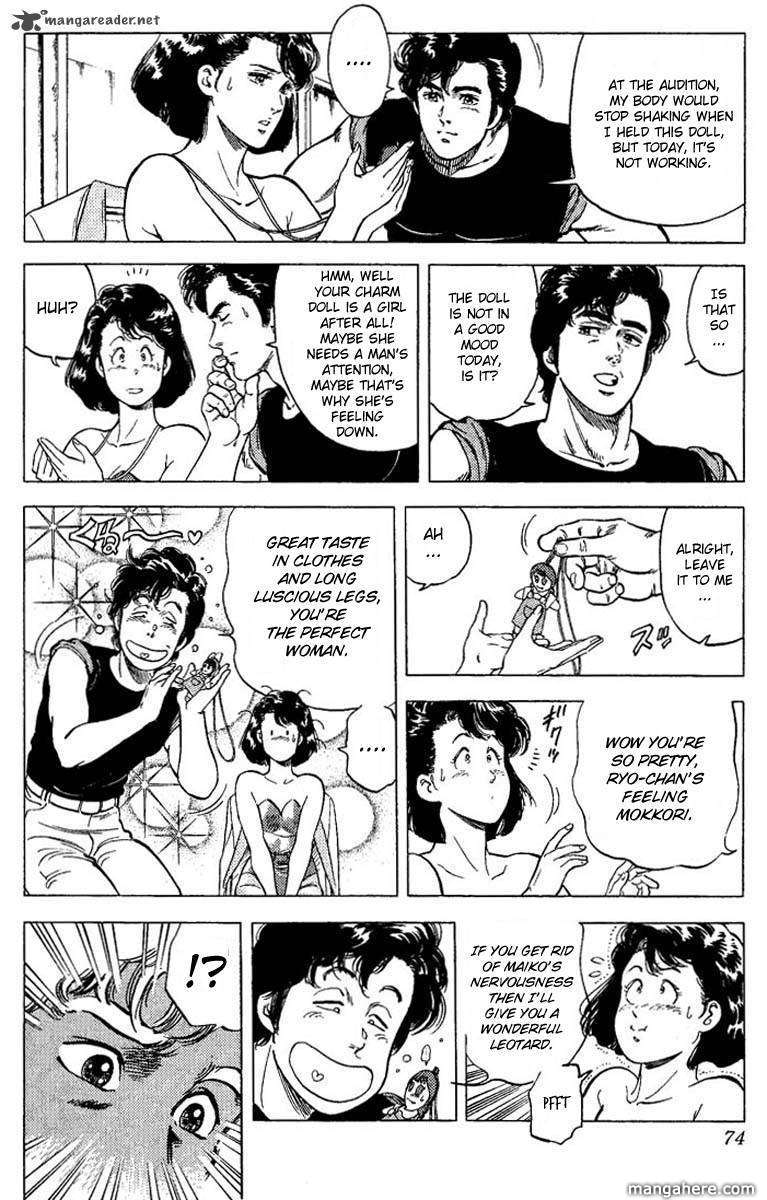 mangareader.net
AT THE AUDITION,
MY BODY WOULD
STOP SHAKING WHEN
I HELD THIS DOLL,
BUT TODAY, IT'S
NOT WORKING.
....
IS
THAT
SO
...
THE DOLL
IS NOT IN
A GOOD
MOOD
TODAY,
IS IT?
HMM, WELL
YOUR CHARM
DOLL IS A GIRL
AFTER ALL!
MAYBE SHE
NEEDS A MAN'S
ATTENTION,
MAYBE THAT'S
WHY SHE'S
FEELING
DOWN.
HUH?
ALRIGHT,
LEAVE
IT TO ME
...
AH
...
ズッ
WOW YOU'RE
SO PRETTY,
RYO-CHAN'S
FEELING
MOKKORI.
GREAT TASTE
IN CLOTHES
AND LONG
LUSCIOUS LEGS,
YOU'RE
THE PERFECT
WOMAN.
....
IF YOU GET RID
OF MAIKO'S
NERVOUSNESS
THEN I'LL
GIVE YOU A
WONDERFUL
LEOTARD.
PFFT
!?
74
mangahere.com